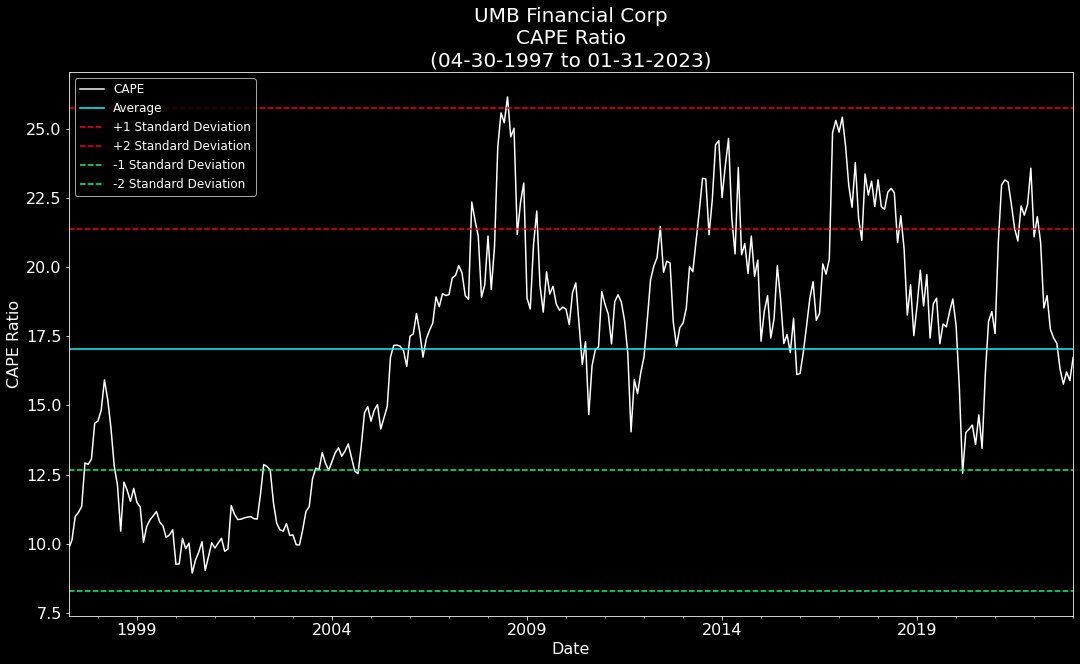 UMB Financial Corp
CAPE Ratio
(04-30-1997 to 01-31-2023)
CAPE
Average
+1 Standard Deviation
+2 Standard Deviation
-1 Standard Deviation
-2 Standard Deviation
CAPE Ratio
25.0
22.5
20.0
17.5
15.0
12.5
10.0
7.5
1999 2004 2009 2014 2019
Date